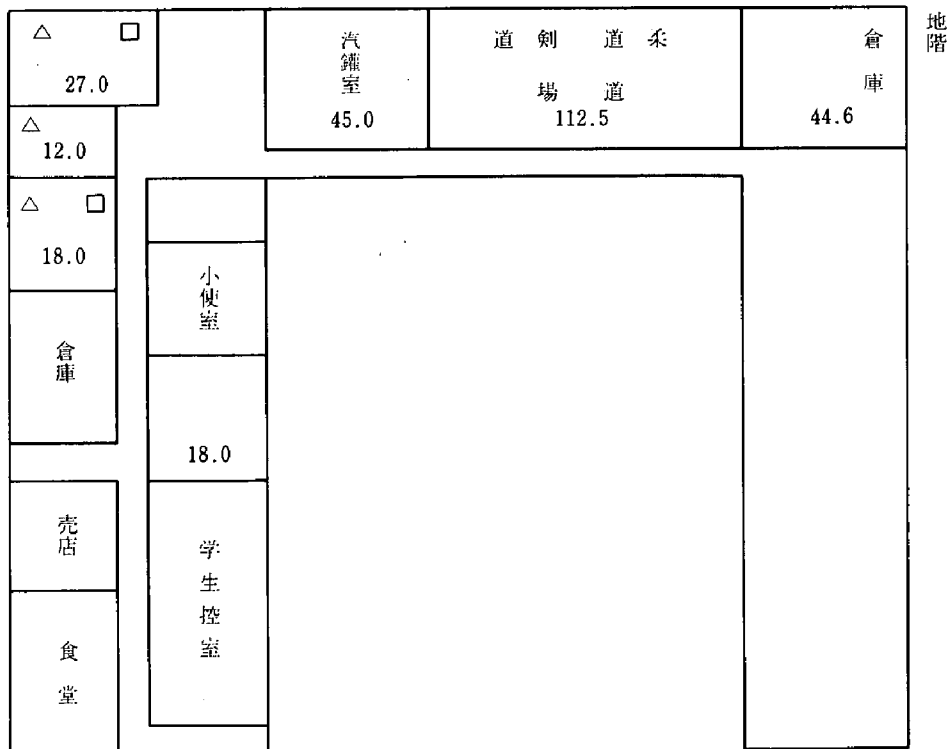 地階
倉庫
44.6
柔道剣道
道場
112.5
汽罐室
45.0
△ □
27.0
△
12.0
△ □
18.0
倉庫
売店
食堂
小便室
18.0
学生控室